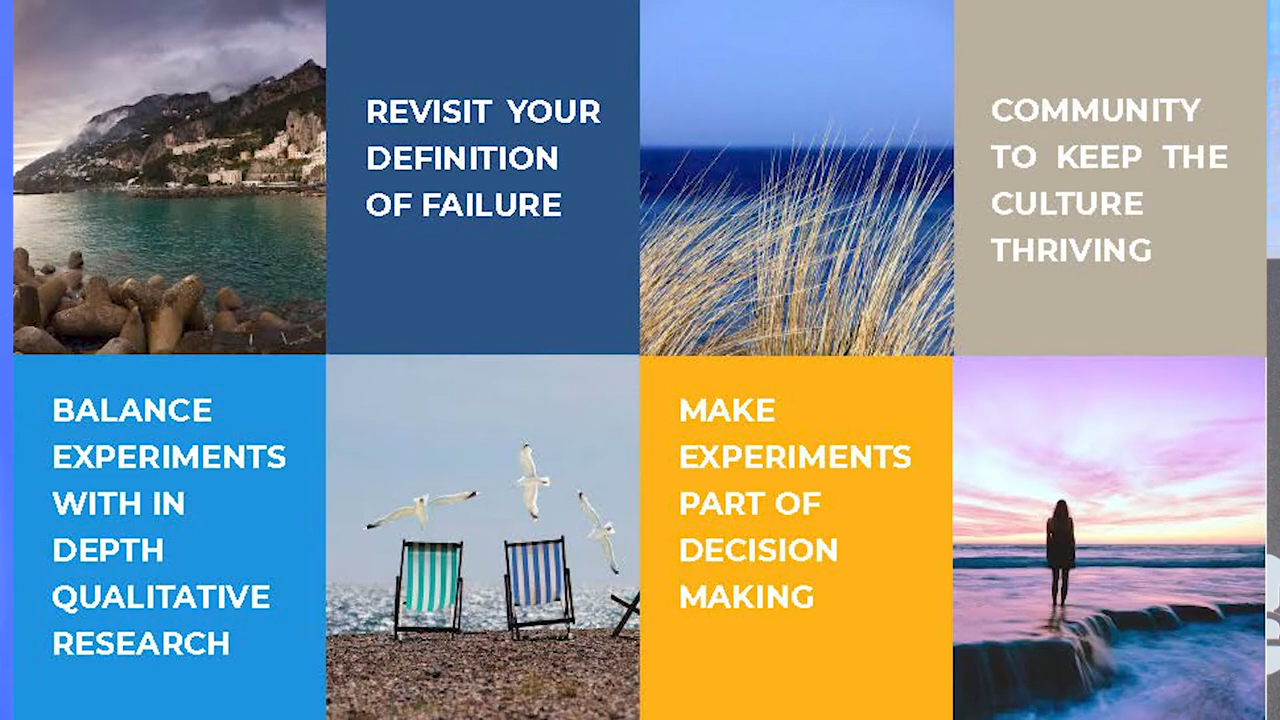 REVISIT YOUR
DEFINITION
OF FAILURE
COMMUNITY
TO KEEP THE
CULTURE
THRIVING
BALANCE
EXPERIMENTS
WITH IN
DEPTH
QUALITATIVE
RESEARCH
MAKE
EXPERIMENTS
PART OF
DECISION
MAKING